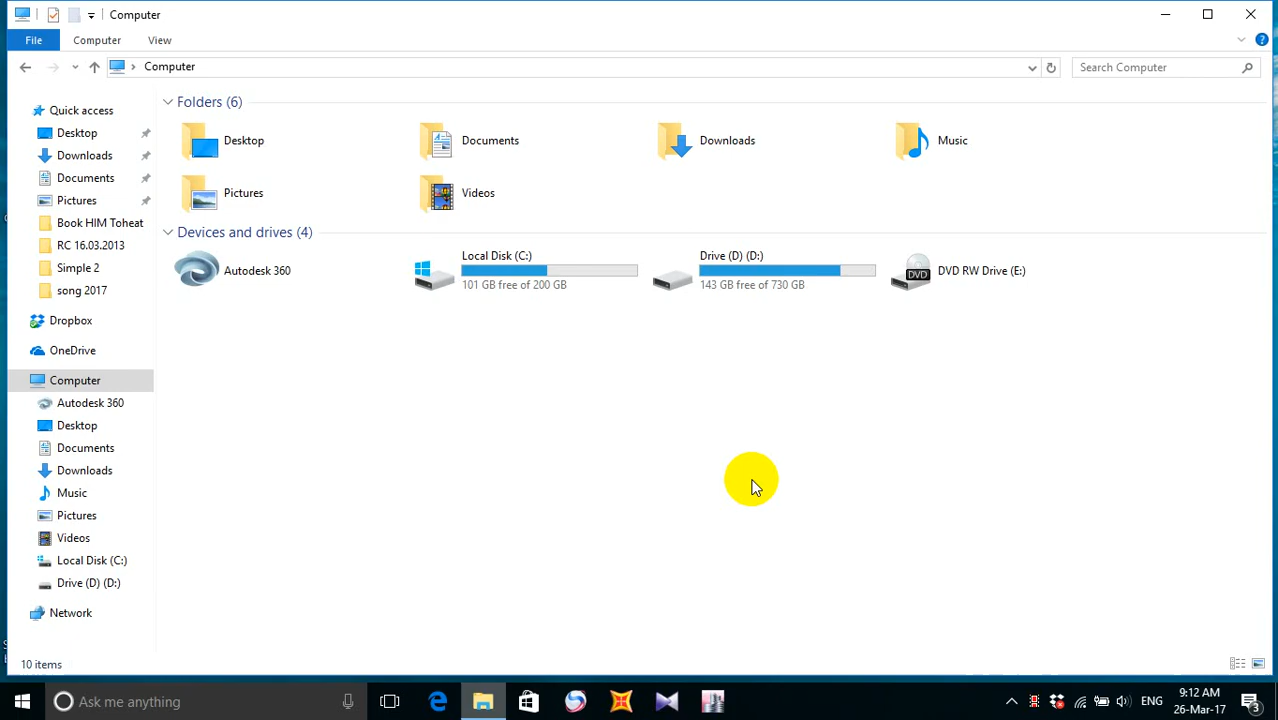 Computer
File
Computer
View
Computer
Search Computer
Quick access
Desktop
Downloads
Documents
Pictures
Book HIM Toheat
RC 16.03.2013
Simple 2
song 2017
Dropbox
OneDrive
Computer
Autodesk 360
Desktop
Documents
Downloads
Music
Pictures
Videos
Local Disk (C:)
Drive (D) (D:)
Network
Folders (6)
Desktop
Documents
Downloads
Music
Pictures
Videos
Devices and drives (4)
Autodesk 360
Local Disk (C:)
101 GB free of 200 GB
Drive (D) (D:)
143 GB free of 730 GB
DVD
DVD RW Drive (E:)
10 items
Ask me anything
ENG
9:12 AM
26-Mar-17
3